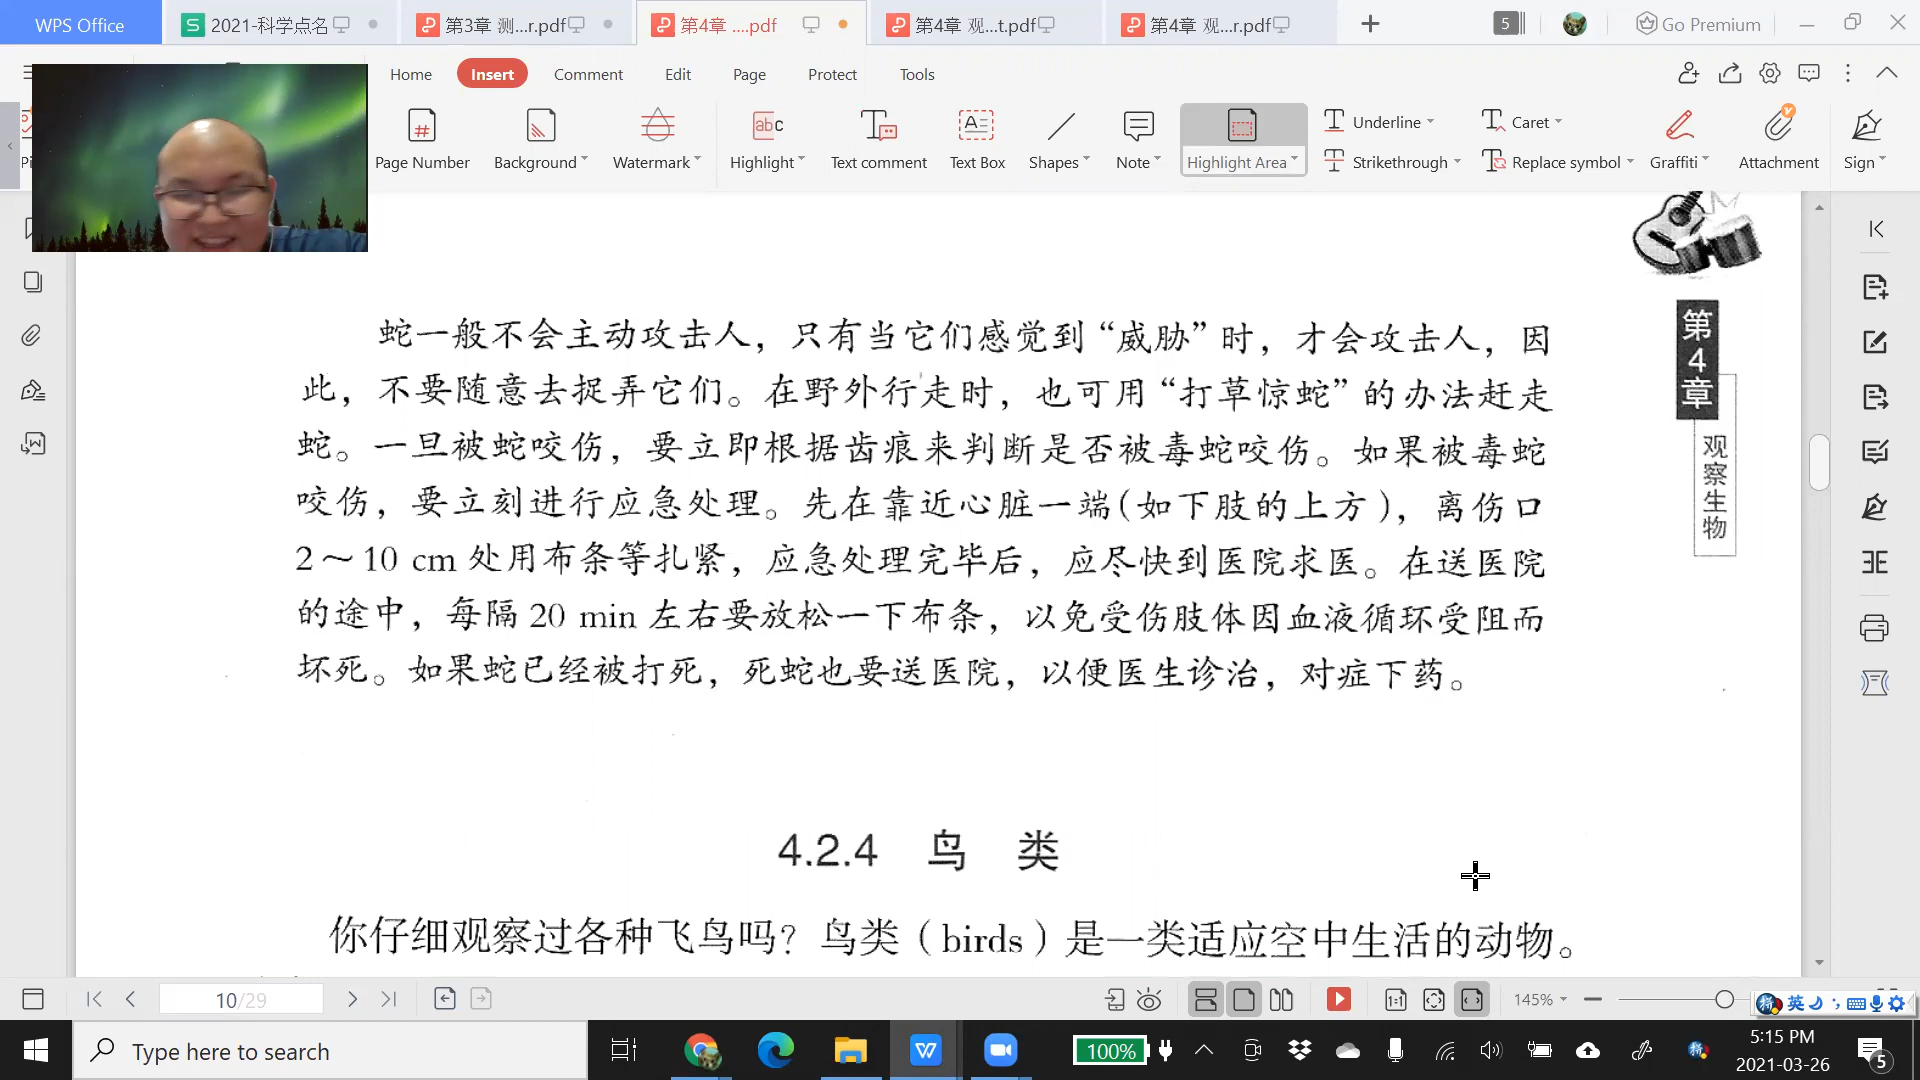 WPS Office
2021-科学点名
第3章 测...r.pdf
第4章 ....pdf
第4章 观...t.pdf
第4章 观...r.pdf
5
Go Premium
Home
Insert
Comment
Edit
Page
Protect
Tools
Page Number
Background
Watermark
Highlight
Text comment
Text Box
Shapes
Note
Highlight Area
Underline
Strikethrough
Caret
Replace symbol
Graffiti
Attachment
Sign
蛇一般不会主动攻击人，只有当它们感觉到“威胁”时，才会攻击人，因
此，不要随意去捉弄它们。在野外行走时，也可用“打草惊蛇”的办法赶走
蛇。一旦被蛇咬伤，要立即根据齿痕来判断是否被毒蛇咬伤。如果被毒蛇
咬伤，要立刻进行应急处理。先在靠近心脏一端(如下肢的上方)，离伤口
2～10 cm 处用布条等扎紧，应急处理完毕后，应尽快到医院求医。在送医院
的途中，每隔 20 min 左右要放松一下布条，以免受伤肢体因血液循环受阻而
坏死。如果蛇已经被打死，死蛇也要送医院，以便医生诊治，对症下药。
第4章
观察生物
4.2.4 鸟 类
你仔细观察过各种飞鸟吗？鸟类（birds）是一类适应空中生活的动物。
10/29
1:1
145%
英
Type here to search
100%
5:15 PM
2021-03-26
5